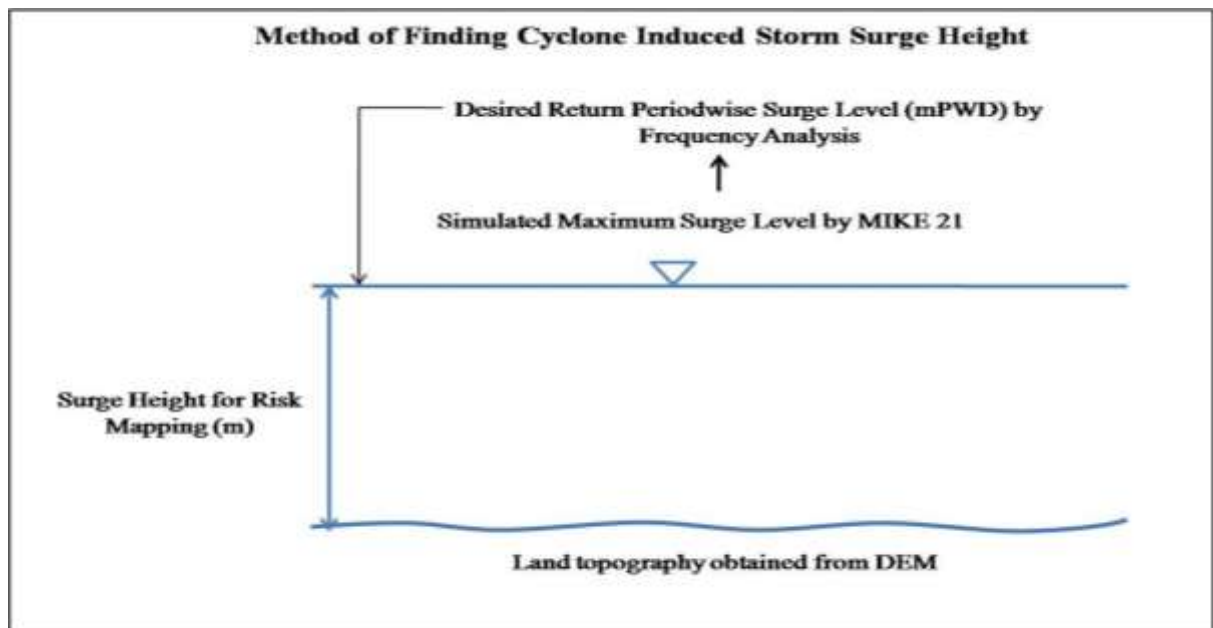 Method of Finding Cyclone Induced Storm Surge Height
Desired Return Periodwise Surge Level (mPWD) by
Frequency Analysis
Simulated Maximum Surge Level by MIKE 21
Surge Height for Risk
Mapping (m)
Land topography obtained from DEM